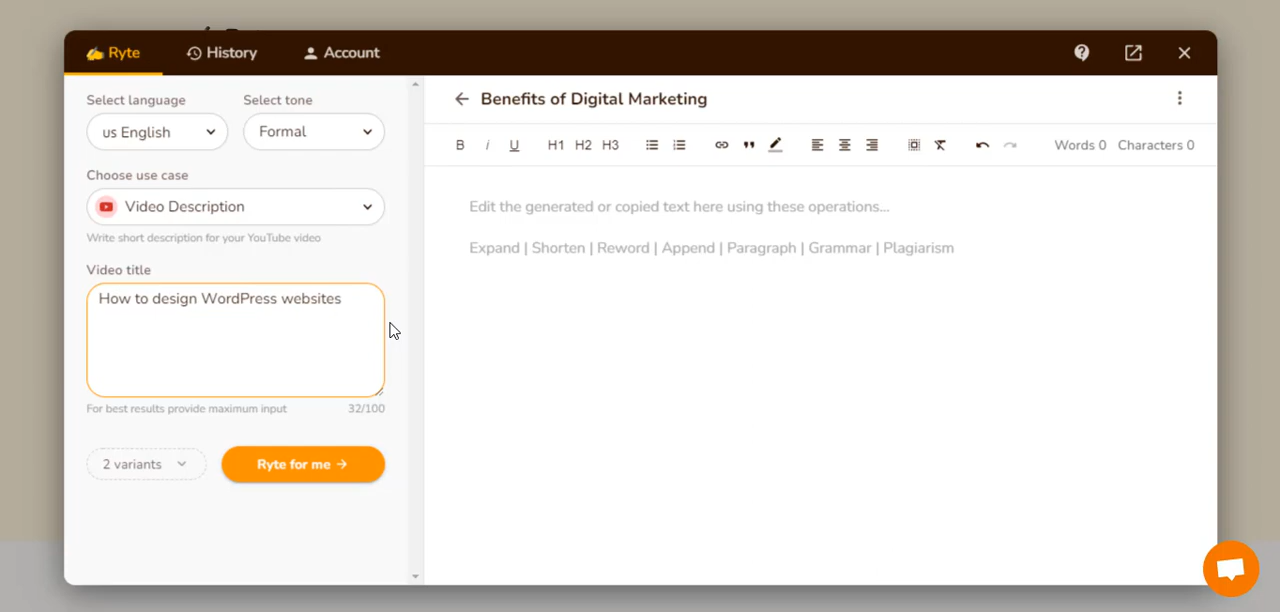 Ryte History Account
Select language Select tone
us English Formal
Choose use case
Video Description
Write short description for your YouTube video
Video title
How to design WordPress websites
For best results provide maximum input 32/100
2 variants Ryte for me →
← Benefits of Digital Marketing
B i U H1 H2 H3 Words 0 Characters 0
Edit the generated or copied text here using these operations...
Expand | Shorten | Reword | Append | Paragraph | Grammar | Plagiarism